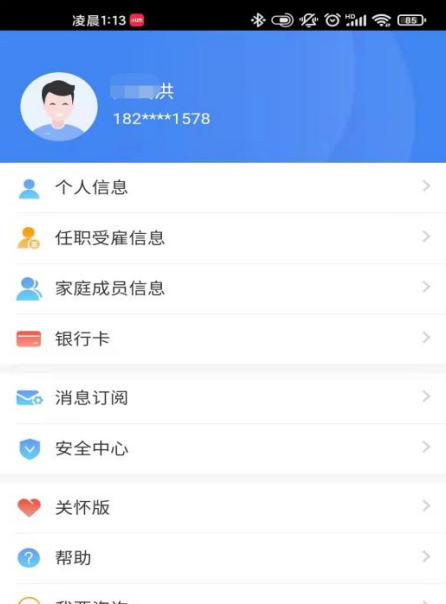 凌晨1:13
HD 5G 85
洪
182****1578
个人信息
任职受雇信息
家庭成员信息
银行卡
消息订阅
安全中心
关怀版
帮助